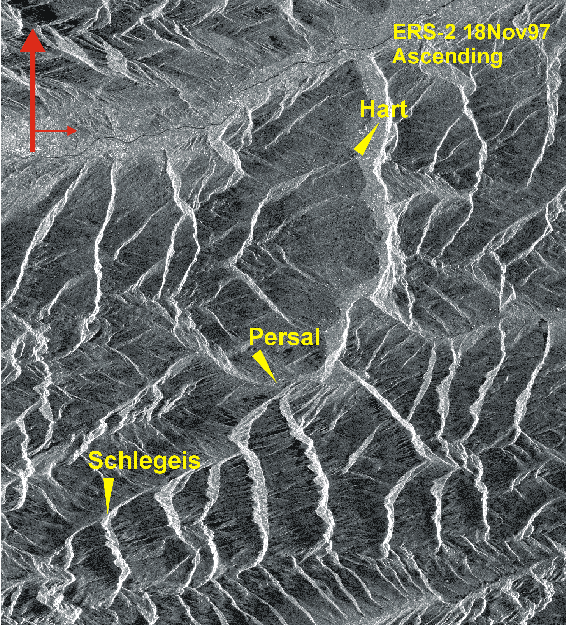 ERS-2 18Nov97
Ascending
Hart
Persal
Schlegeis